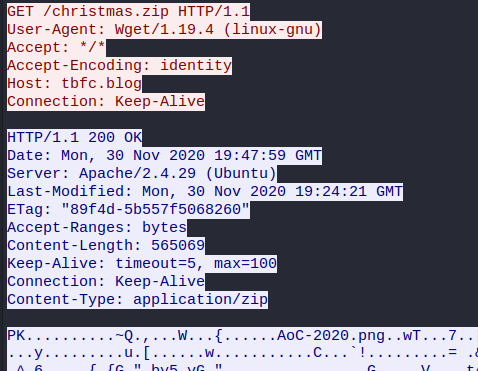 GET /christmas.zip HTTP/1.1
User-Agent: Wget/1.19.4 (linux-gnu)
Accept: */*
Accept-Encoding: identity
Host: tbfc.blog
Connection: Keep-Alive
HTTP/1.1 200 OK
Date: Mon, 30 Nov 2020 19:47:59 GMT
Server: Apache/2.4.29 (Ubuntu)
Last-Modified: Mon, 30 Nov 2020 19:24:21 GMT
ETag: "89f4d-5b557f5068260"
Accept-Ranges: bytes
Content-Length: 565069
Keep-Alive: timeout=5, max=100
Connection: Keep-Alive
Content-Type: application/zip
PK..........~Q.,...W...{......AoC-2020.png..wT...7..
...y.........u.[......w...........C...`!.........= .